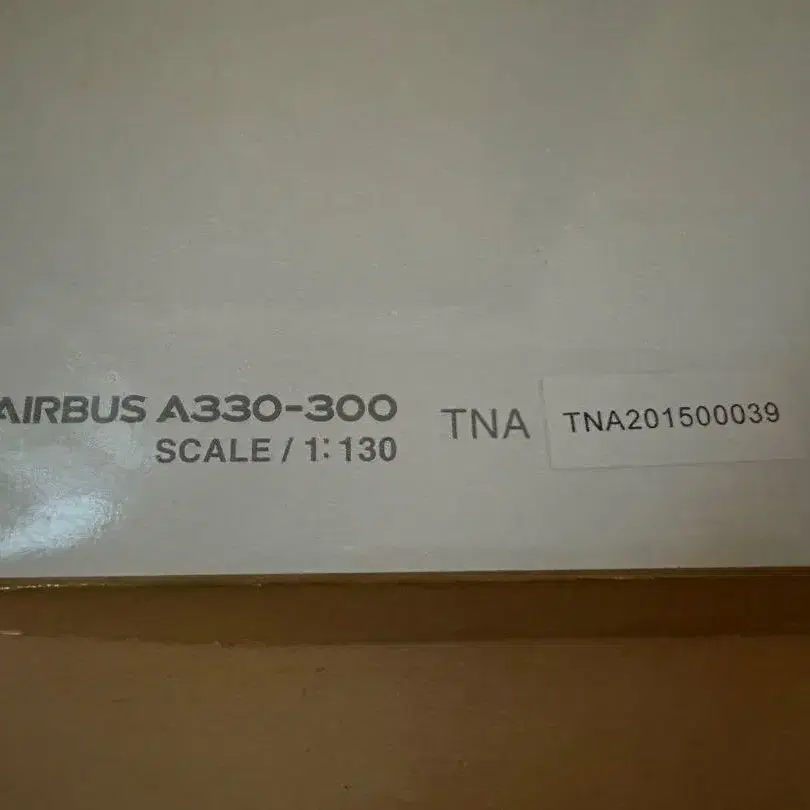 AIRBUS A330-300
SCALE / 1:130
TNA
TNA201500039